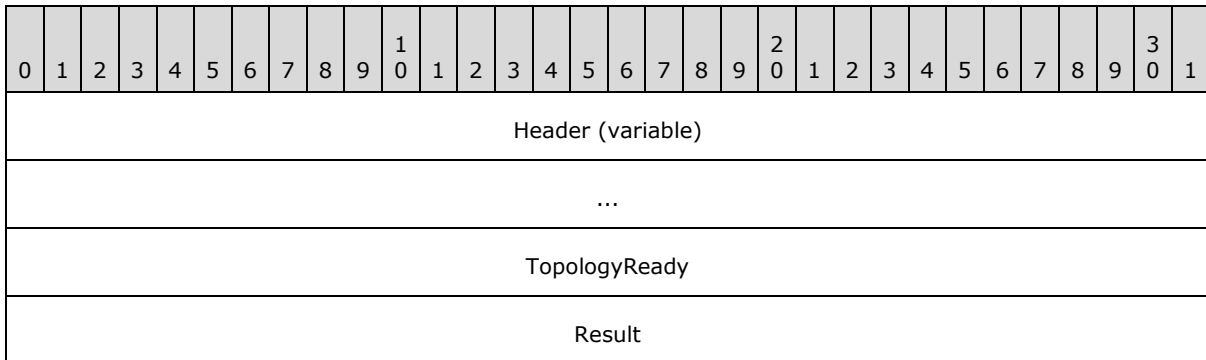 1 2 3
0 1 2 3 4 5 6 7 8 9 0 1 2 3 4 5 6 7 8 9 0 1 2 3 4 5 6 7 8 9 0 1
Header (variable)
...
TopologyReady
Result